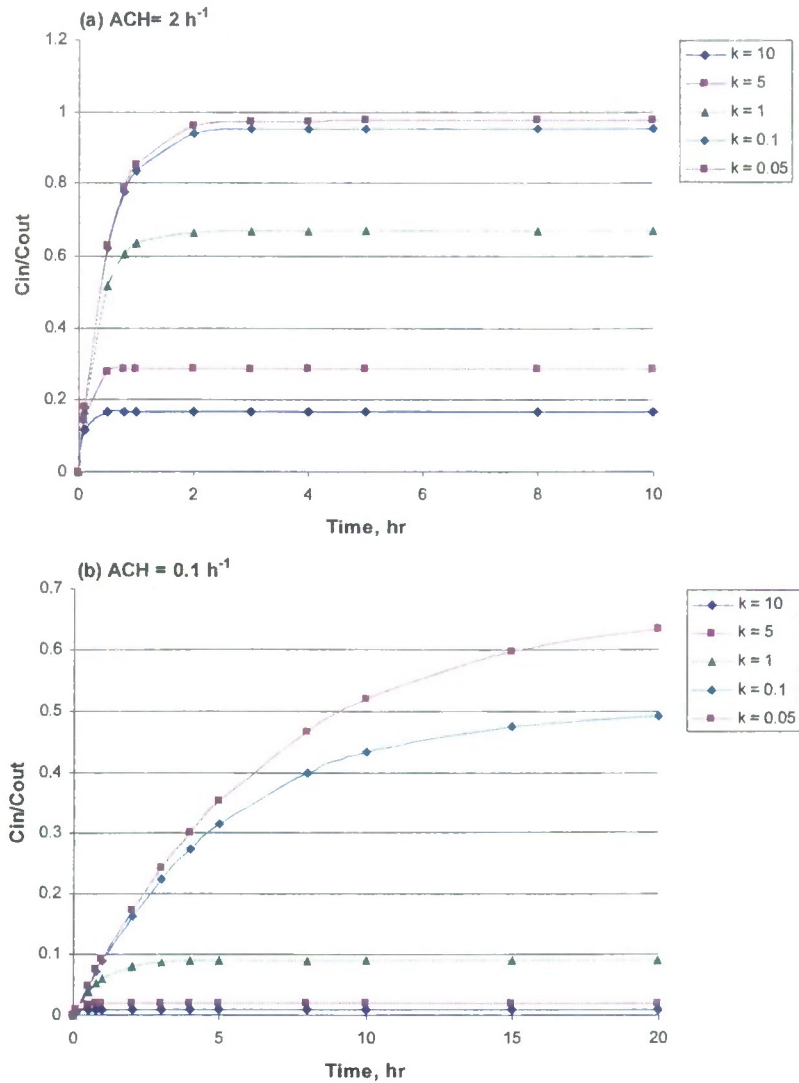 (a) ACH= 2 h⁻¹
1.2
1
0.8
0.6
0.4
0.2
0
Cin/Cout
0 2 4 6 8 10
Time, hr
k = 10
k = 5
k = 1
k = 0.1
k = 0.05
(b) ACH = 0.1 h⁻¹
0.7
0.6
0.5
0.4
0.3
0.2
0.1
0
Cin/Cout
0 5 10 15 20
Time, hr
k = 10
k = 5
k = 1
k = 0.1
k = 0.05